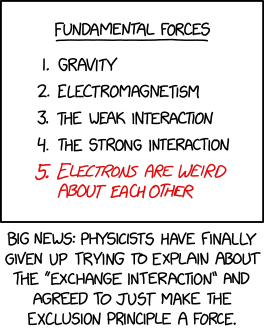 FUNDAMENTAL FORCES
1. GRAVITY
2. ELECTROMAGNETISM
3. THE WEAK INTERACTION
4. THE STRONG INTERACTION
5. ELECTRONS ARE WEIRD
ABOUT EACH OTHER
BIG NEWS: PHYSICISTS HAVE FINALLY
GIVEN UP TRYING TO EXPLAIN ABOUT
THE "EXCHANGE INTERACTION" AND
AGREED TO JUST MAKE THE
EXCLUSION PRINCIPLE A FORCE.